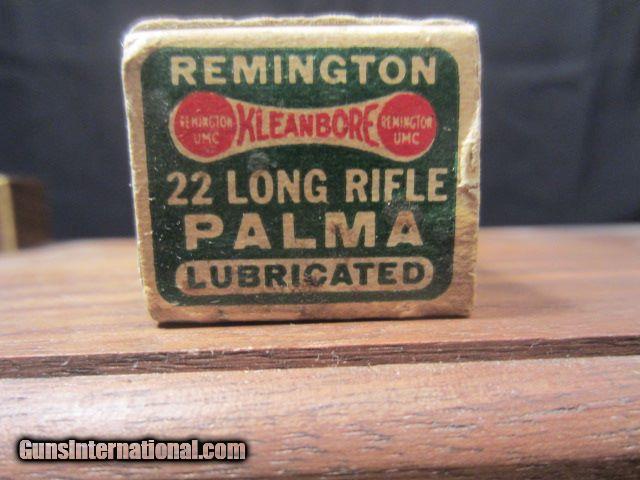 REMINGTON
REMINGTON UMC KLEANBORE REMINGTON UMC
22 LONG RIFLE
PALMA
LUBRICATED
GunsInternational.com